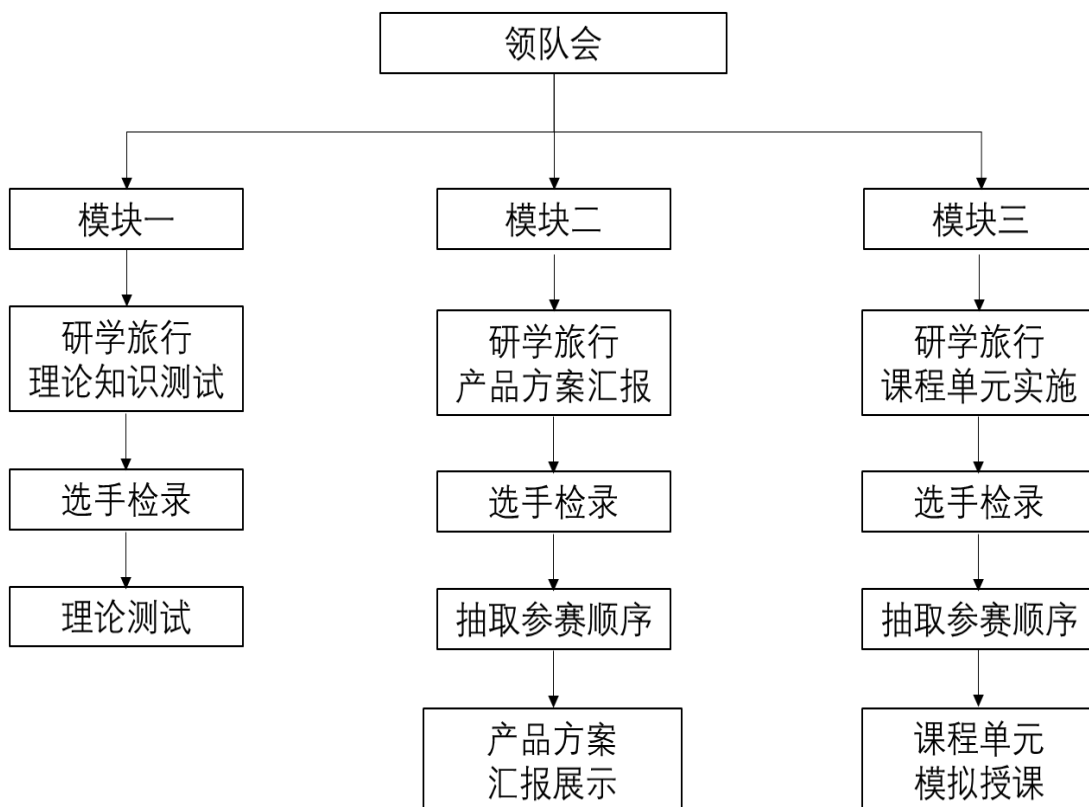 领队会
模块一
模块二
模块三
研学旅行
理论知识测试
研学旅行
产品方案汇报
研学旅行
课程单元实施
选手检录
选手检录
选手检录
理论测试
抽取参赛顺序
抽取参赛顺序
产品方案
汇报展示
课程单元
模拟授课